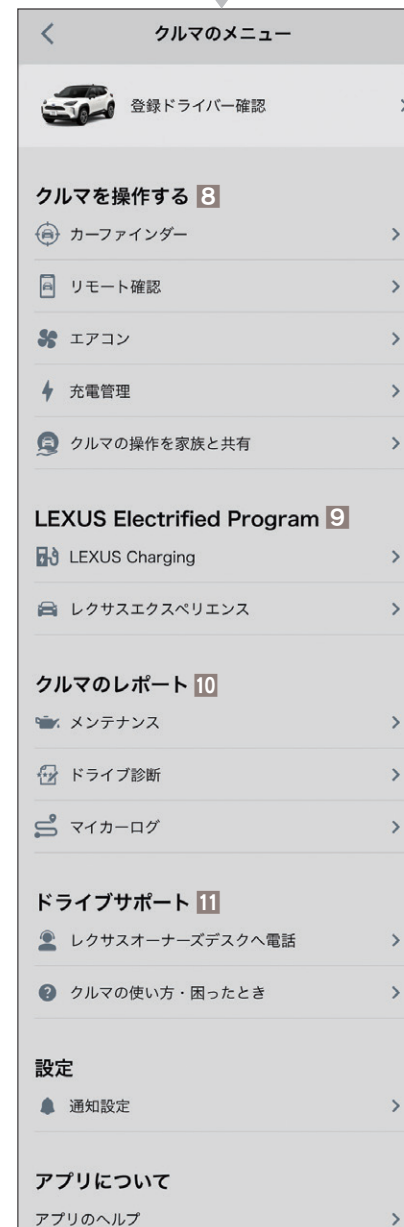 クルマのメニュー
登録ドライバー確認
クルマを操作する 8
カーファインダー
リモート確認
エアコン
充電管理
クルマの操作を家族と共有
LEXUS Electrified Program 9
LEXUS Charging
レクサスエクスペリエンス
クルマのレポート 10
メンテナンス
ドライブ診断
マイカーログ
ドライブサポート 11
レクサスオーナーズデスクへ電話
クルマの使い方・困ったとき
設定
通知設定
アプリについて
アプリのヘルプ